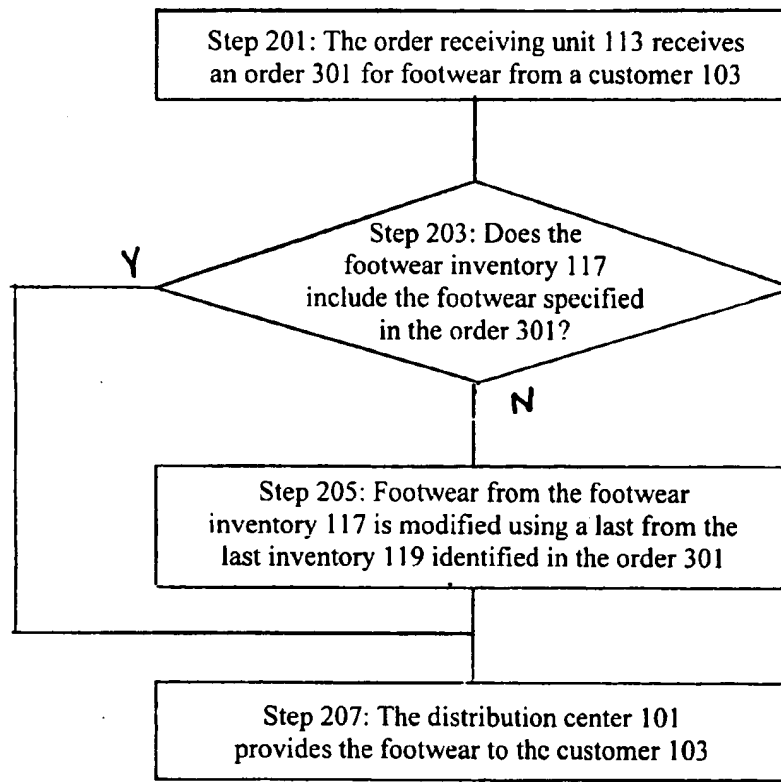 Step 201: The order receiving unit 113 receives
an order 301 for footwear from a customer 103
Step 203: Does the
footwear inventory 117
include the footwear specified
in the order 301?
Y
N
Step 205: Footwear from the footwear
inventory 117 is modified using a last from the
last inventory 119 identified in the order 301
Step 207: The distribution center 101
provides the footwear to the customer 103